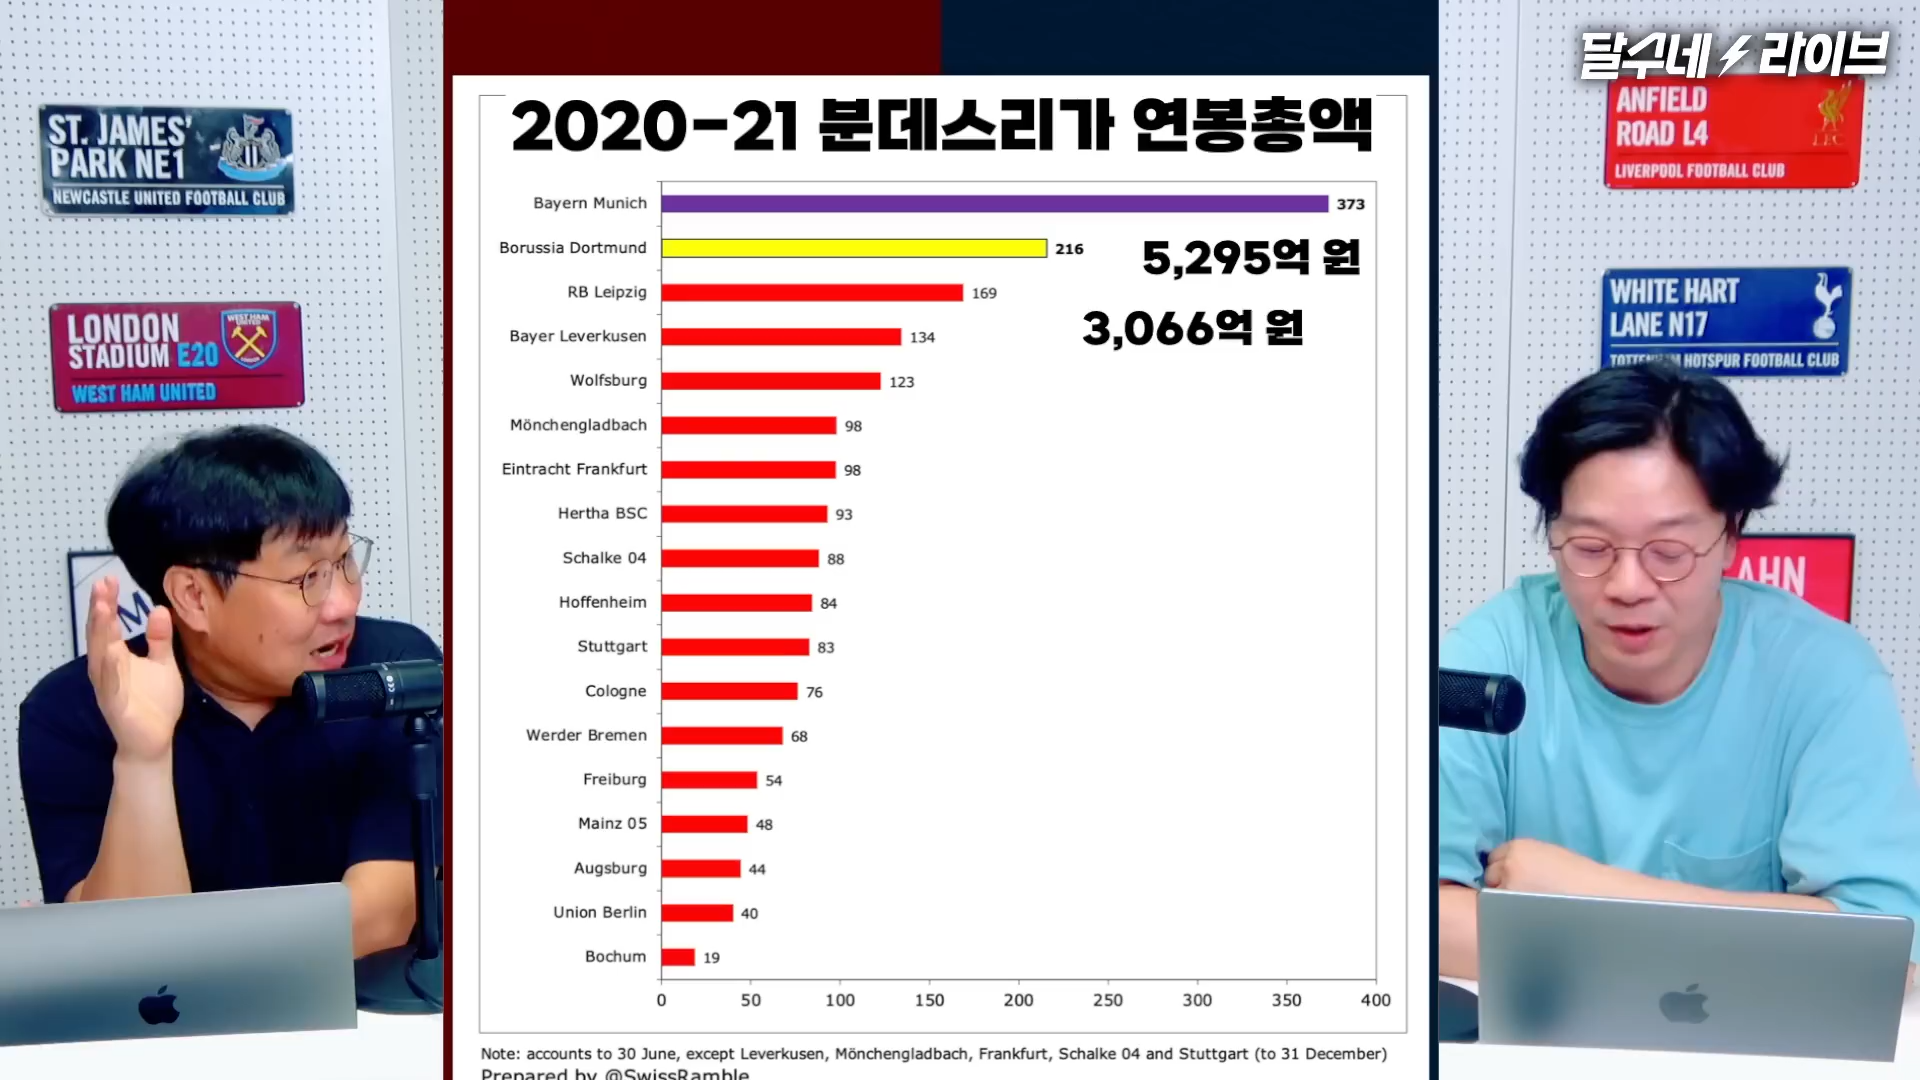 달수네 라이브
ST. JAMES'
PARK NE1
NEWCASTLE UNITED FOOTBALL CLUB
LONDON
STADIUM E20
WEST HAM UNITED
WEST HAM
UNITED
M
2020-21 분데스리가 연봉총액
Bayern Munich 373
Borussia Dortmund 216
5,295억 원
RB Leipzig 169
3,066억 원
Bayer Leverkusen 134
Wolfsburg 123
Mönchengladbach 98
Eintracht Frankfurt 98
Hertha BSC 93
Schalke 04 88
Hoffenheim 84
Stuttgart 83
Cologne 76
Werder Bremen 68
Freiburg 54
Mainz 05 48
Augsburg 44
Union Berlin 40
Bochum 19
0 50 100 150 200 250 300 350 400
Note: accounts to 30 June, except Leverkusen, Mönchengladbach, Frankfurt, Schalke 04 and Stuttgart (to 31 December)
Prepared by @SwissRamble
ANFIELD
ROAD L4
L.F.C
LIVERPOOL FOOTBALL CLUB
WHITE HART
LANE N17
TOTTENHAM HOTSPUR FOOTBALL CLUB
AHN